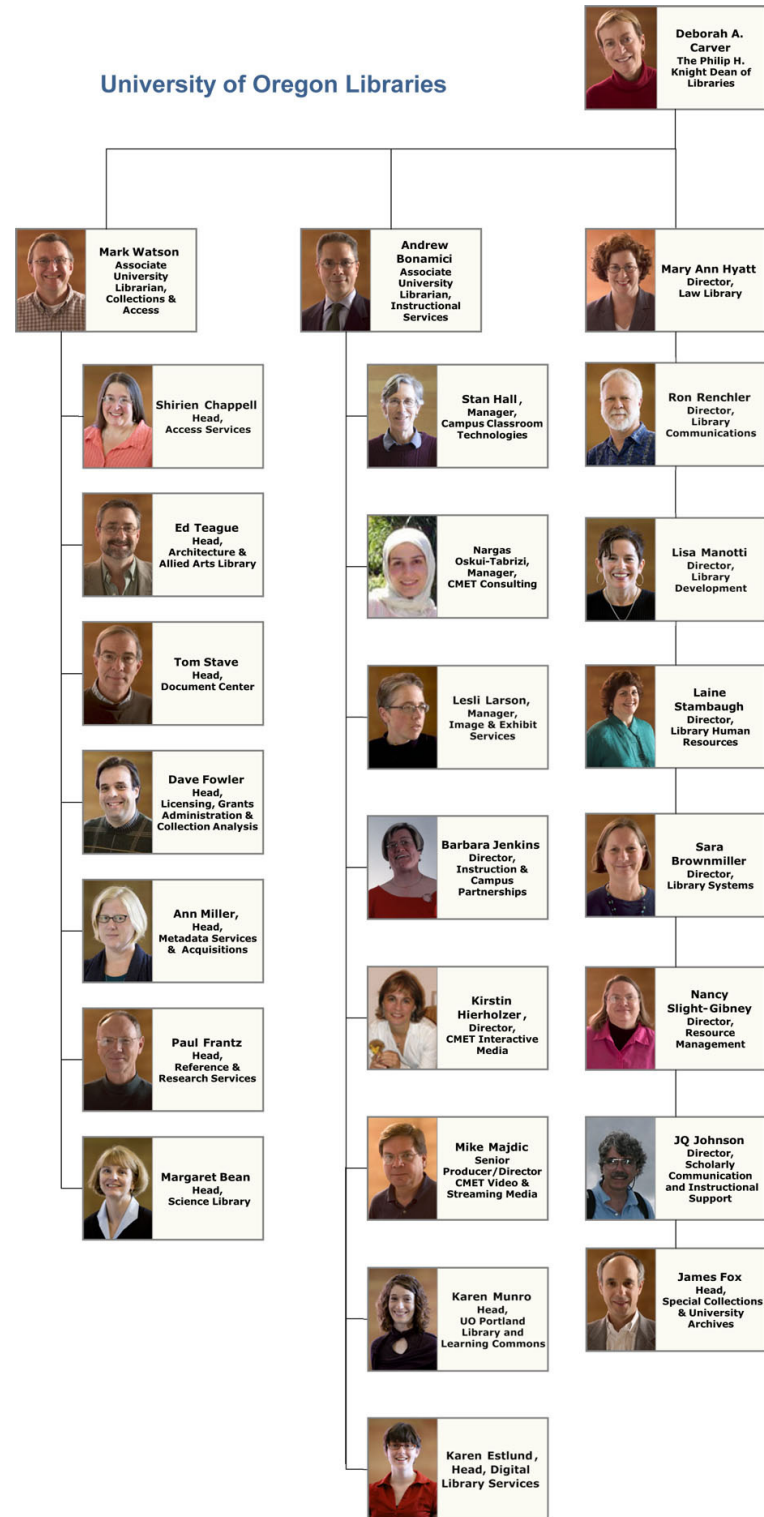 University of Oregon Libraries
Deborah A.
Carver
The Philip H.
Knight Dean of
Libraries
Mark Watson
Associate
University
Librarian,
Collections &
Access
Andrew
Bonamici
Associate
University
Librarian,
Instructional
Services
Mary Ann Hyatt
Director,
Law Library
Shirien Chappell
Head,
Access Services
Stan Hall,
Manager,
Campus Classroom
Technologies
Ron Renchler
Director,
Library
Communications
Ed Teague
Head,
Architecture &
Allied Arts Library
Nargas
Oskui-Tabrizi,
Manager,
CMET Consulting
Lisa Manotti
Director,
Library
Development
Tom Stave
Head,
Document Center
Lesli Larson,
Manager,
Image & Exhibit
Services
Laine
Stambaugh
Director,
Library Human
Resources
Dave Fowler
Head,
Licensing, Grants
Administration &
Collection Analysis
Barbara Jenkins
Director,
Instruction &
Campus
Partnerships
Sara
Brownmiller
Director,
Library Systems
Ann Miller,
Head,
Metadata Services
& Acquisitions
Kirstin
Hierholzer,
Director,
CMET Interactive
Media
Nancy
Slight-Gibney
Director,
Resource
Management
Paul Frantz
Head,
Reference &
Research Services
Mike Majdic
Senior
Producer/Director
CMET Video &
Streaming Media
JQ Johnson
Director,
Scholarly
Communication
and Instructional
Support
Margaret Bean
Head,
Science Library
Karen Munro
Head,
UO Portland
Library and
Learning Commons
James Fox
Head,
Special Collections
& University
Archives
Karen Estlund,
Head, Digital
Library Services